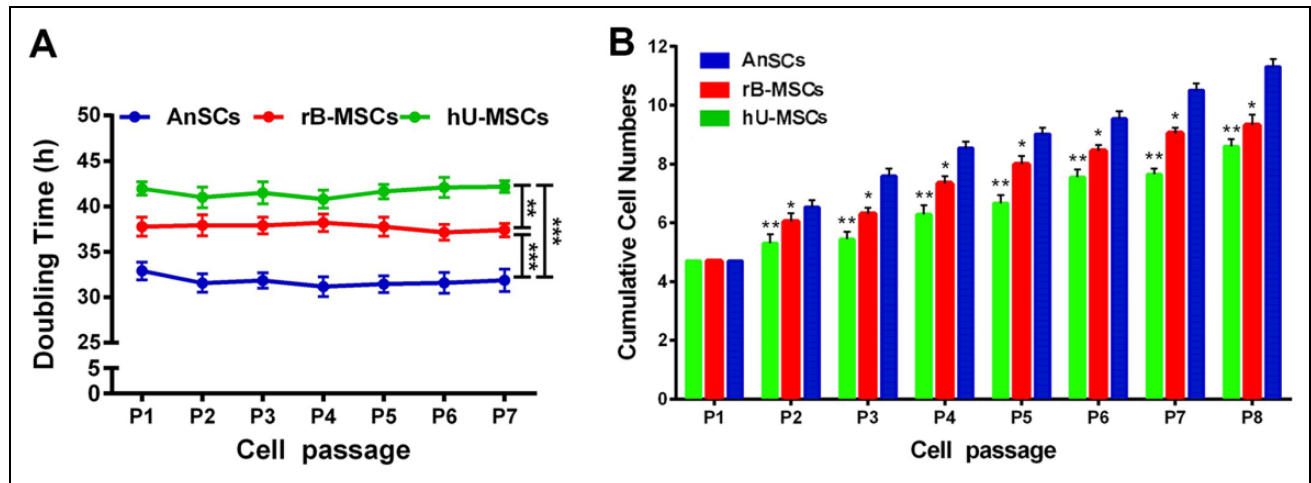 A
AnSCs rB-MSCs hU-MSCs
Doubling Time (h)
50
45
40
35
30
25
5
0
**
***
***
P1 P2 P3 P4 P5 P6 P7
Cell passage
B
AnSCs
rB-MSCs
hU-MSCs
Cumulative Cell Numbers
12
10
8
6
4
2
0
** * ** * ** * ** * ** * ** * ** *
P1 P2 P3 P4 P5 P6 P7 P8
Cell passage